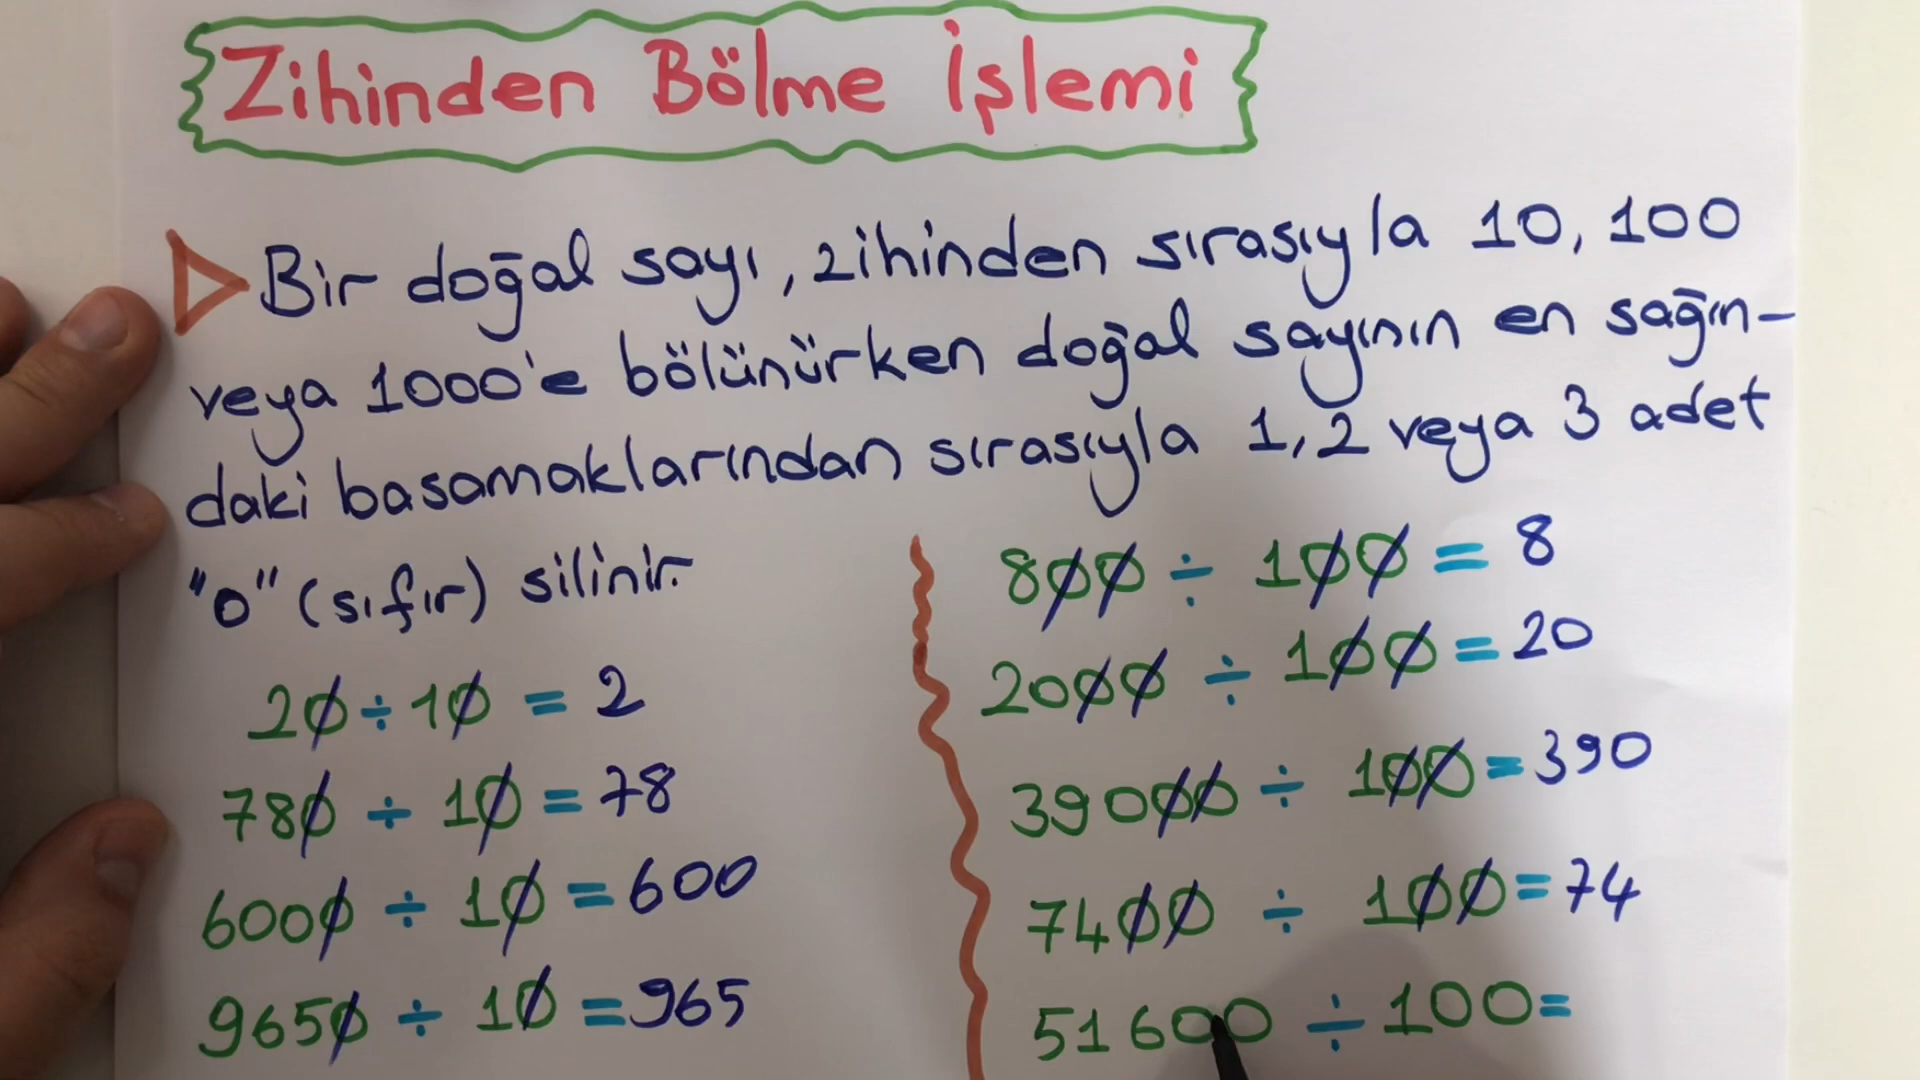 Zihinden Bölme İşlemi
Bir doğal sayı, zihinden sırasıyla 10, 100
veya 1000'e bölünürken doğal sayının en sağın-
daki basamaklarından sırasıyla 1, 2 veya 3 adet
"0" (sıfır) silinir.
20 ÷ 10 = 2
780 ÷ 10 = 78
6000 ÷ 10 = 600
9650 ÷ 10 = 965
800 ÷ 100 = 8
2000 ÷ 100 = 20
39000 ÷ 100 = 390
7400 ÷ 100 = 74
51600 ÷ 100 =